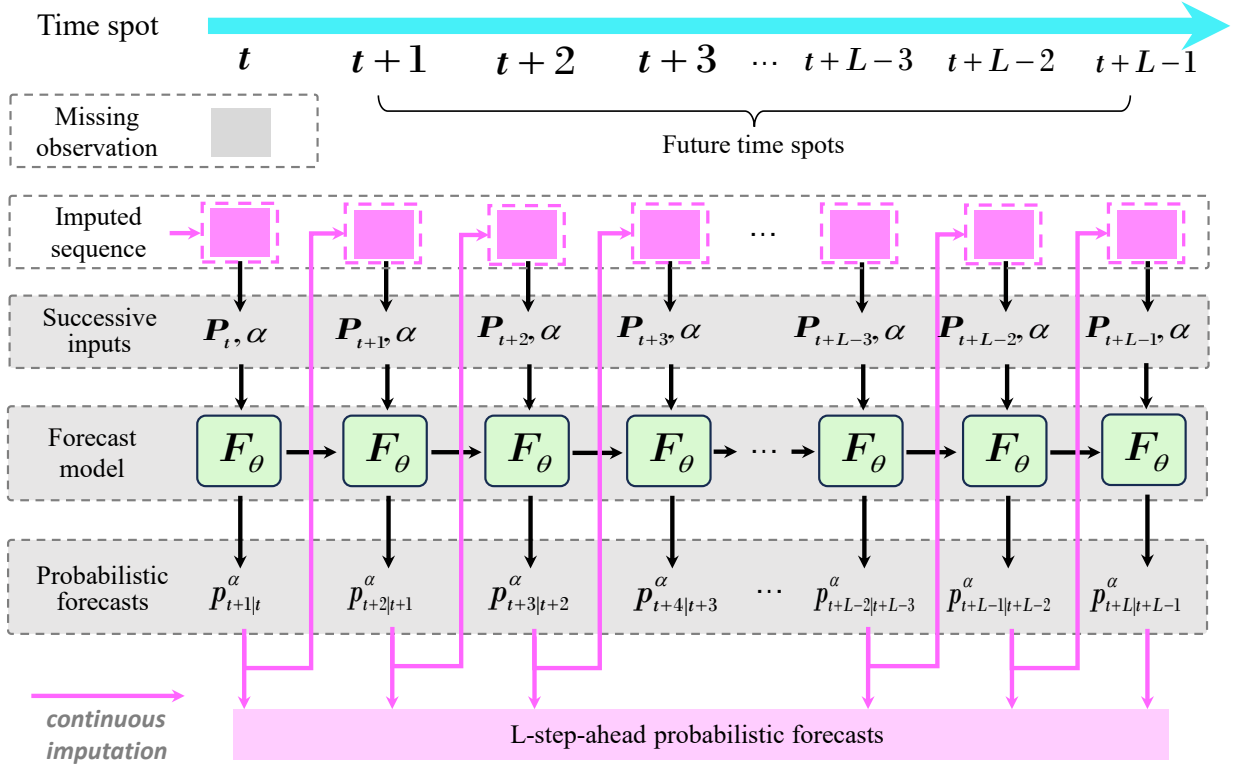 Time spot
t t+1 t+2 t+3 ... t+L−3 t+L−2 t+L−1
Missing
observation
Future time spots
Imputed
sequence
...
Successive
inputs
P_t, α P_{t+1}, α P_{t+2}, α P_{t+3}, α P_{t+L−3}, α P_{t+L−2}, α P_{t+L−1}, α
Forecast
model
F_θ F_θ F_θ F_θ ... F_θ F_θ F_θ
Probabilistic
forecasts
p^α_{t+1|t} p^α_{t+2|t+1} p^α_{t+3|t+2} p^α_{t+4|t+3} ... p^α_{t+L−2|t+L−3} p^α_{t+L−1|t+L−2} p^α_{t+L|t+L−1}
continuous
imputation
L-step-ahead probabilistic forecasts